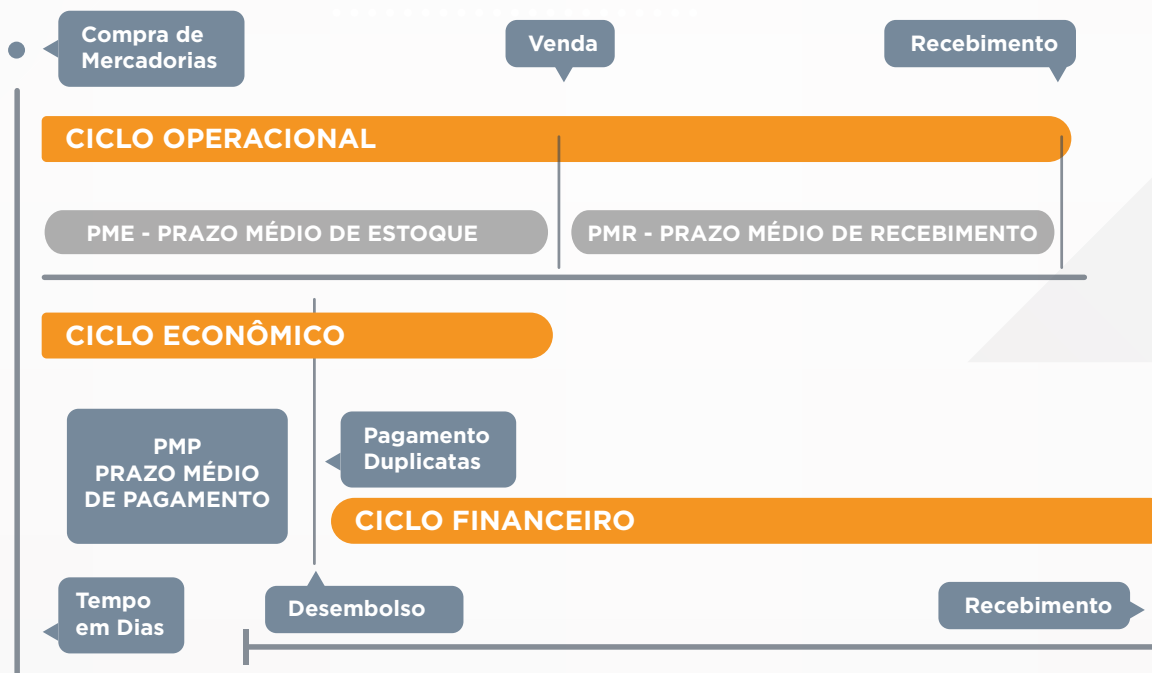 Compra de
Mercadorias
Venda
Recebimento
CICLO OPERACIONAL
PME - PRAZO MÉDIO DE ESTOQUE
PMR - PRAZO MÉDIO DE RECEBIMENTO
CICLO ECONÔMICO
PMP
PRAZO MÉDIO
DE PAGAMENTO
Pagamento
Duplicatas
CICLO FINANCEIRO
Tempo
em Dias
Desembolso
Recebimento